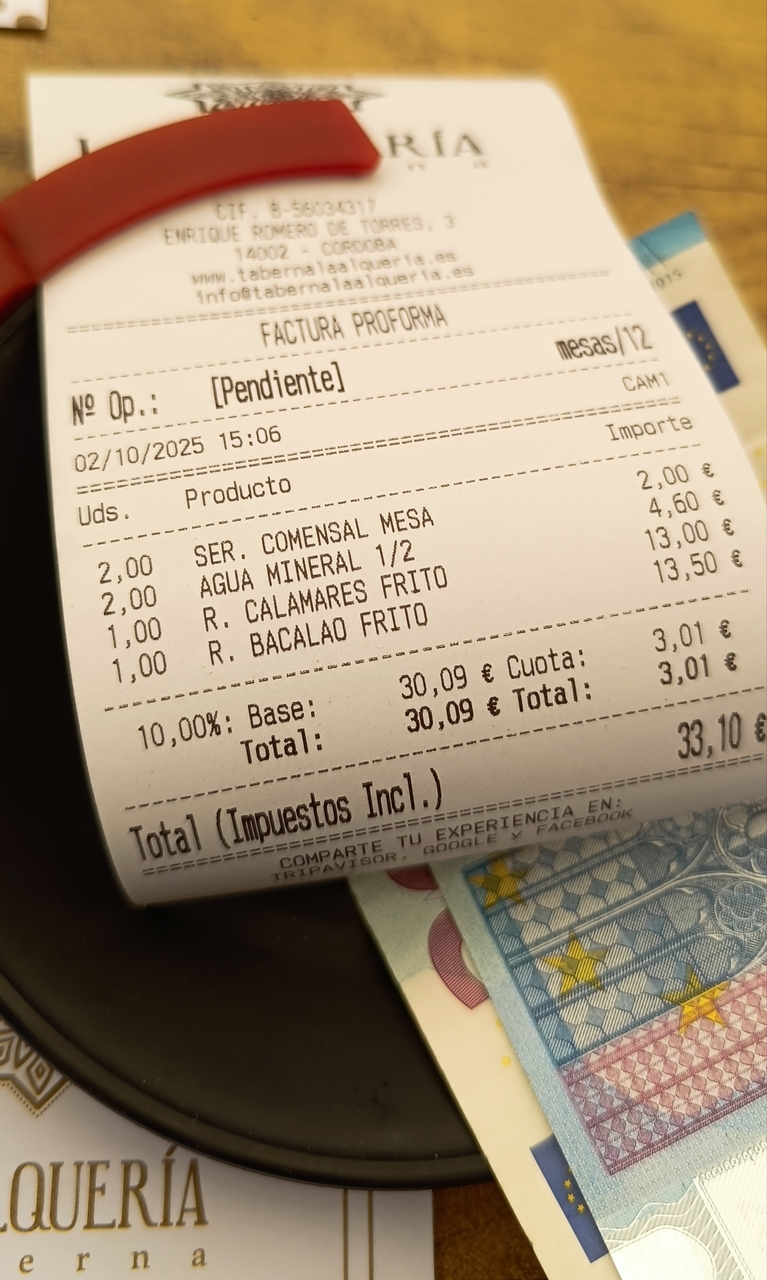 RÍA
CIF. B-56034317
ENRIQUE ROMERO DE TORRES, 3
14002 - CORDOBA
www.tabernalaalqueria.es
info@tabernalaalqueria.es
FACTURA PROFORMA
Nº Op.: [Pendiente] mesas/12
02/10/2025 15:06 CAM1
Uds. Producto Importe
2,00 SER. COMENSAL MESA 2,00 €
2,00 AGUA MINERAL 1/2 4,60 €
1,00 R. CALAMARES FRITO 13,00 €
1,00 R. BACALAO FRITO 13,50 €
10,00%: Base: 30,09 € Cuota: 3,01 €
Total: 30,09 € Total: 3,01 €
Total (Impuestos Incl.) 33,10 €
COMPARTE TU EXPERIENCIA EN:
TRIPAVISOR, GOOGLE Y FACEBOOK
LQUERÍA
erna